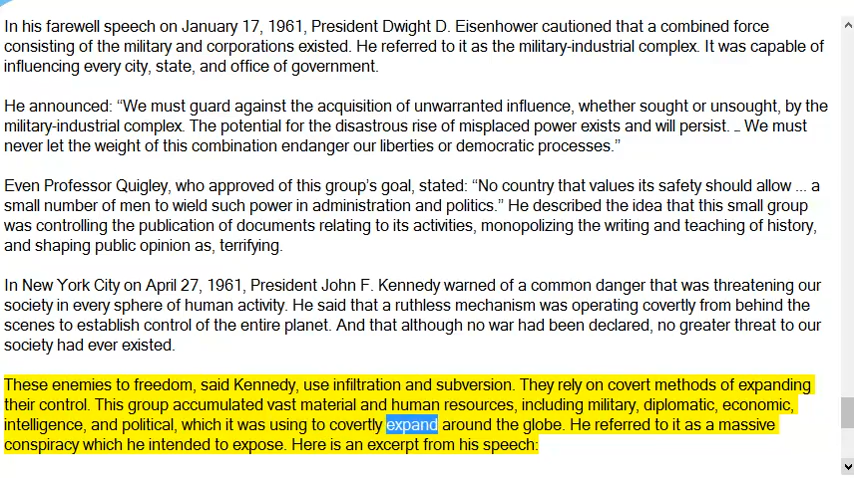 In his farewell speech on January 17, 1961, President Dwight D. Eisenhower cautioned that a combined force
consisting of the military and corporations existed. He referred to it as the military-industrial complex. It was capable of
influencing every city, state, and office of government.
He announced: “We must guard against the acquisition of unwarranted influence, whether sought or unsought, by the
military-industrial complex. The potential for the disastrous rise of misplaced power exists and will persist. .. We must
never let the weight of this combination endanger our liberties or democratic processes.”
Even Professor Quigley, who approved of this group’s goal, stated: “No country that values its safety should allow ... a
small number of men to wield such power in administration and politics.” He described the idea that this small group
was controlling the publication of documents relating to its activities, monopolizing the writing and teaching of history,
and shaping public opinion as, terrifying.
In New York City on April 27, 1961, President John F. Kennedy warned of a common danger that was threatening our
society in every sphere of human activity. He said that a ruthless mechanism was operating covertly from behind the
scenes to establish control of the entire planet. And that although no war had been declared, no greater threat to our
society had ever existed.
These enemies to freedom, said Kennedy, use infiltration and subversion. They rely on covert methods of expanding
their control. This group accumulated vast material and human resources, including military, diplomatic, economic,
intelligence, and political, which it was using to covertly expand around the globe. He referred to it as a massive
conspiracy which he intended to expose. Here is an excerpt from his speech: